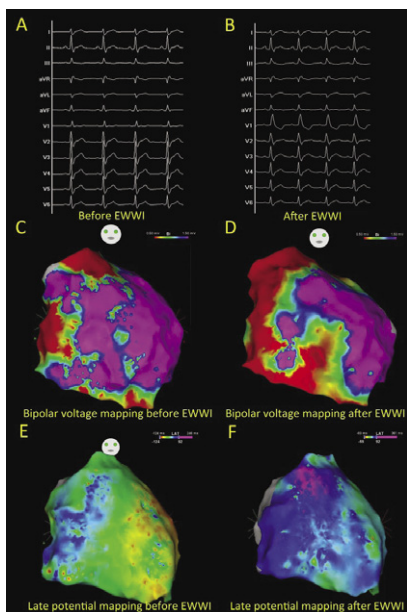 A
B
I
II
III
aVR
aVL
aVF
V1
V2
V3
V4
V5
V6
Before EWWI
I
II
III
aVR
aVL
aVF
V1
V2
V3
V4
V5
V6
After EWWI
C
D
Bipolar voltage mapping before EWWI
Bipolar voltage mapping after EWWI
E
F
LAT
LAT
Late potential mapping before EWWI
Late potential mapping after EWWI